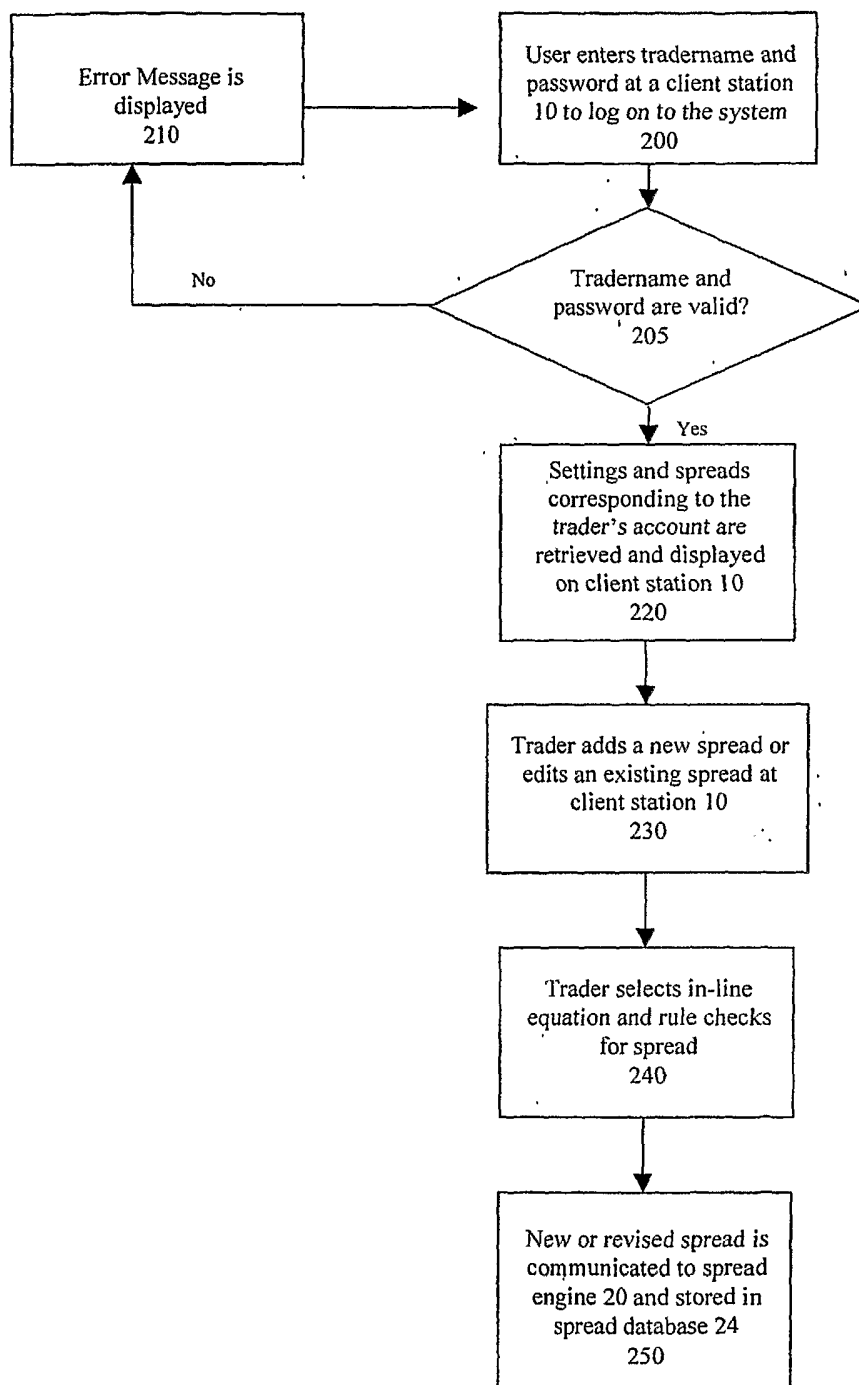 Error Message is
displayed
210
User enters tradername and
password at a client station
10 to log on to the system
200
No
Tradername and
password are valid?
205
Yes
Settings and spreads
corresponding to the
trader's account are
retrieved and displayed
on client station 10
220
Trader adds a new spread or
edits an existing spread at
client station 10
230
Trader selects in-line
equation and rule checks
for spread
240
New or revised spread is
communicated to spread
engine 20 and stored in
spread database 24
250